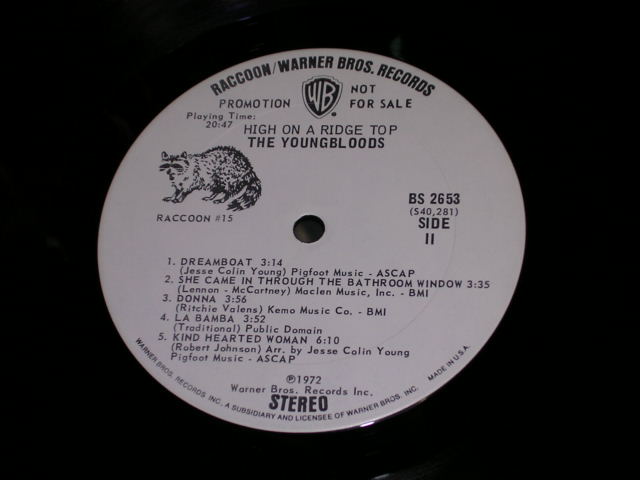 RACCOON/WARNER BROS. RECORDS
PROMOTION NOT FOR SALE
WB
Playing Time:
20:47
HIGH ON A RIDGE TOP
THE YOUNGBLOODS
RACCOON #15
BS 2653
(S40,281)
SIDE
II
1. DREAMBOAT 3:14
(Jesse Colin Young) Pigfoot Music - ASCAP
2. SHE CAME IN THROUGH THE BATHROOM WINDOW 3:35
(Lennon - McCartney) Maclen Music, Inc. - BMI
3. DONNA 3:56
(Ritchie Valens) Kemo Music Co. - BMI
4. LA BAMBA 3:52
(Traditional) Public Domain
5. KIND HEARTED WOMAN 6:10
(Robert Johnson) Arr. by Jesse Colin Young
Pigfoot Music - ASCAP
℗1972
Warner Bros. Records Inc.
STEREO
WARNER BROS. RECORDS INC., A SUBSIDIARY AND LICENSEE OF WARNER BROS. INC. MADE IN U.S.A.